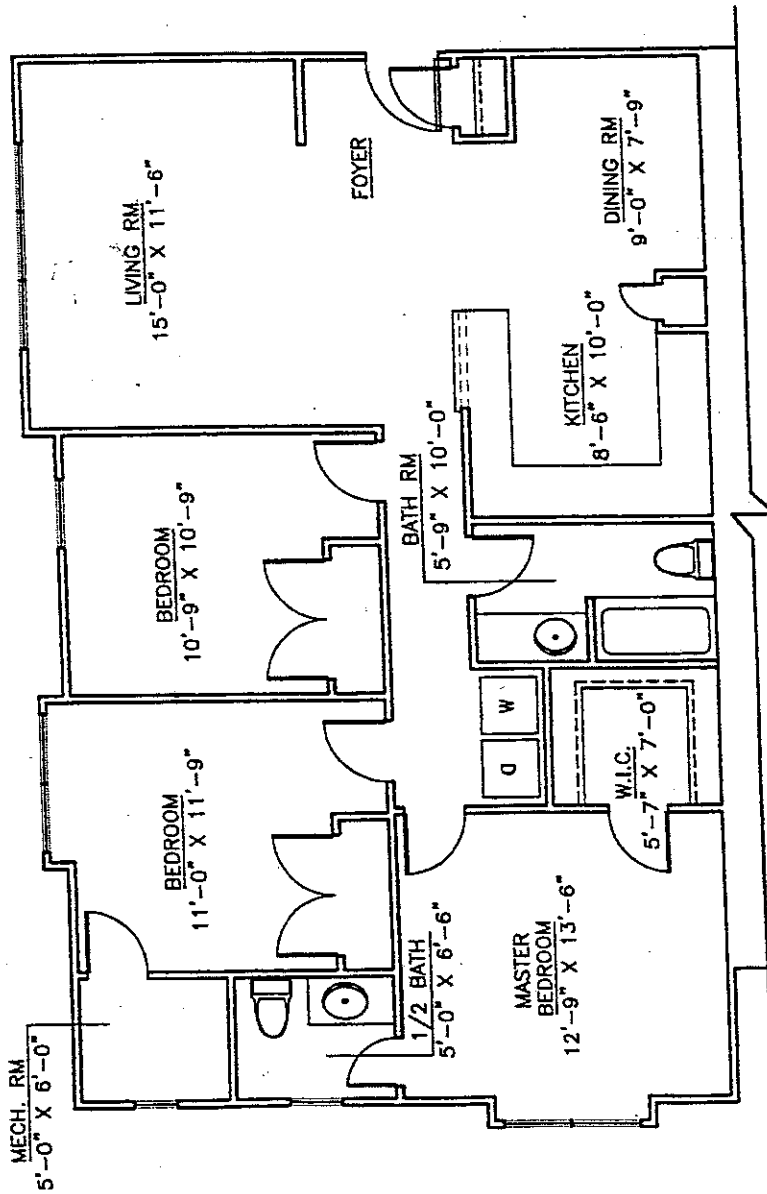 MECH. RM
5'-0" X 6'-0"
BEDROOM
11'-0" X 11'-9"
BEDROOM
10'-9" X 10'-9"
LIVING RM
15'-0" X 11'-6"
FOYER
1/2 BATH
5'-0" X 6'-6"
BATH RM
5'-9" X 10'-0"
MASTER
BEDROOM
12'-9" X 13'-6"
D
W
W.I.C.
5'-7" X 7'-0"
KITCHEN
8'-6" X 10'-0"
DINING RM
9'-0" X 7'-9"